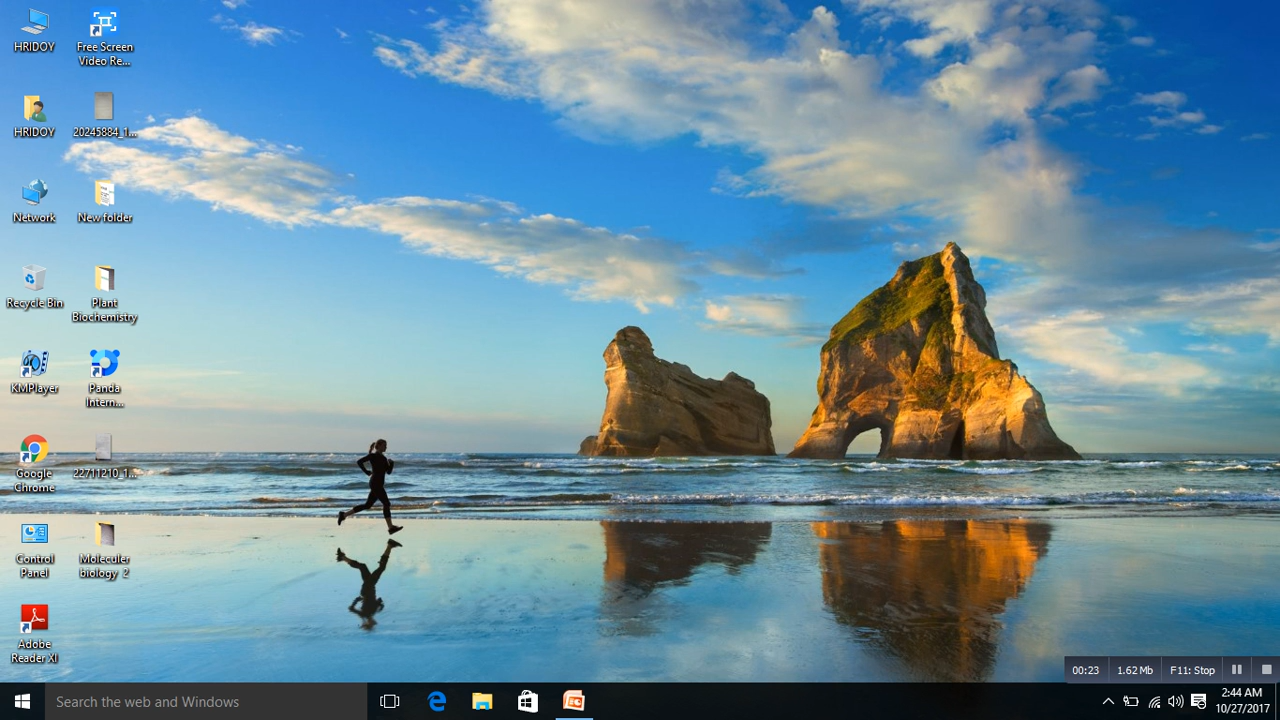 HRIDOY
Free Screen
Video Re...
HRIDOY
20245884_1...
Network
New folder
Recycle Bin
Plant
Biochemistry
KMPlayer
Panda
Intern...
Google
Chrome
22711210_1...
Control
Panel
Moleculer
biology 2
Adobe
Reader XI
00:23
1.62 Mb
F11: Stop
Search the web and Windows
2:44 AM
10/27/2017